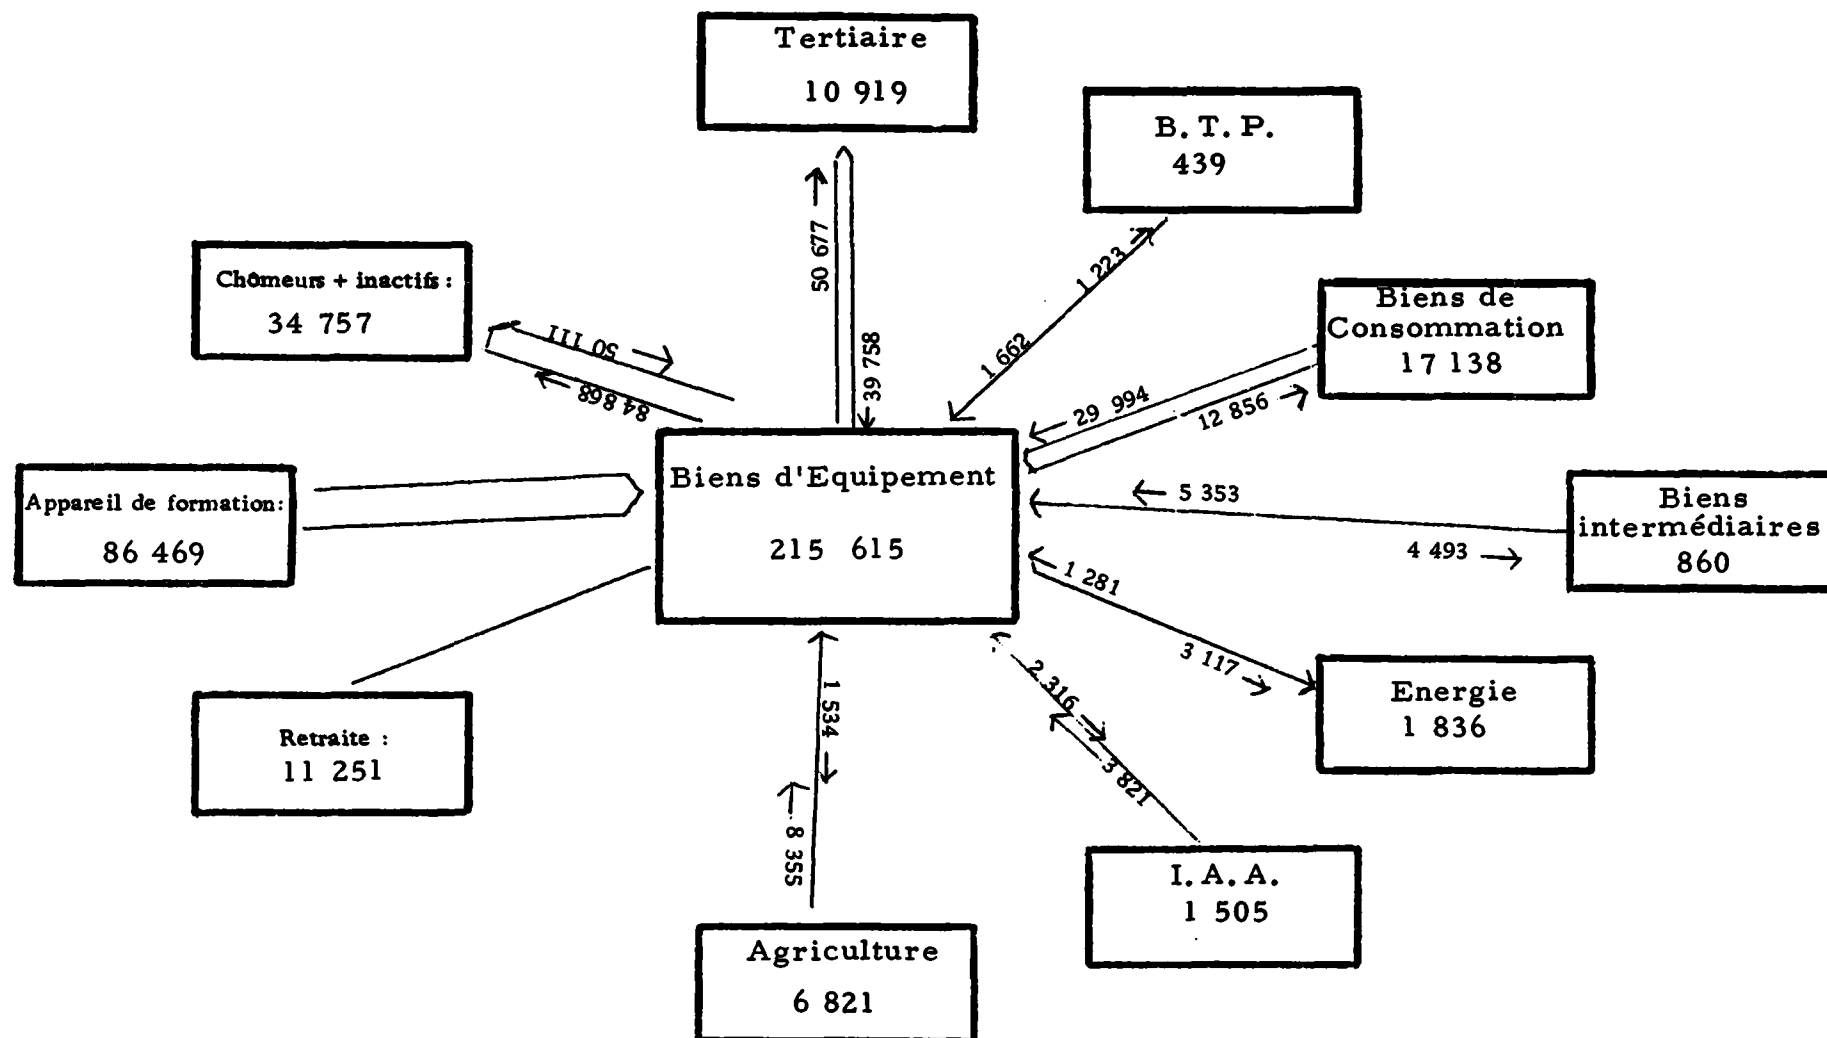 Tertiaire
10 919
B. T. P.
439
50 677
39 758
1 223
1 662
Chômeurs + inactifs :
34 757
50 111
84 868
Biens de
Consommation
17 138
29 994
12 856
Appareil de formation:
86 469
Biens d'Equipement
215 615
5 353
4 493
Biens
intermédiaires
860
1 281
3 117
Energie
1 836
Retraite :
11 251
1 534
8 355
2 316
3 821
I. A. A.
1 505
Agriculture
6 821